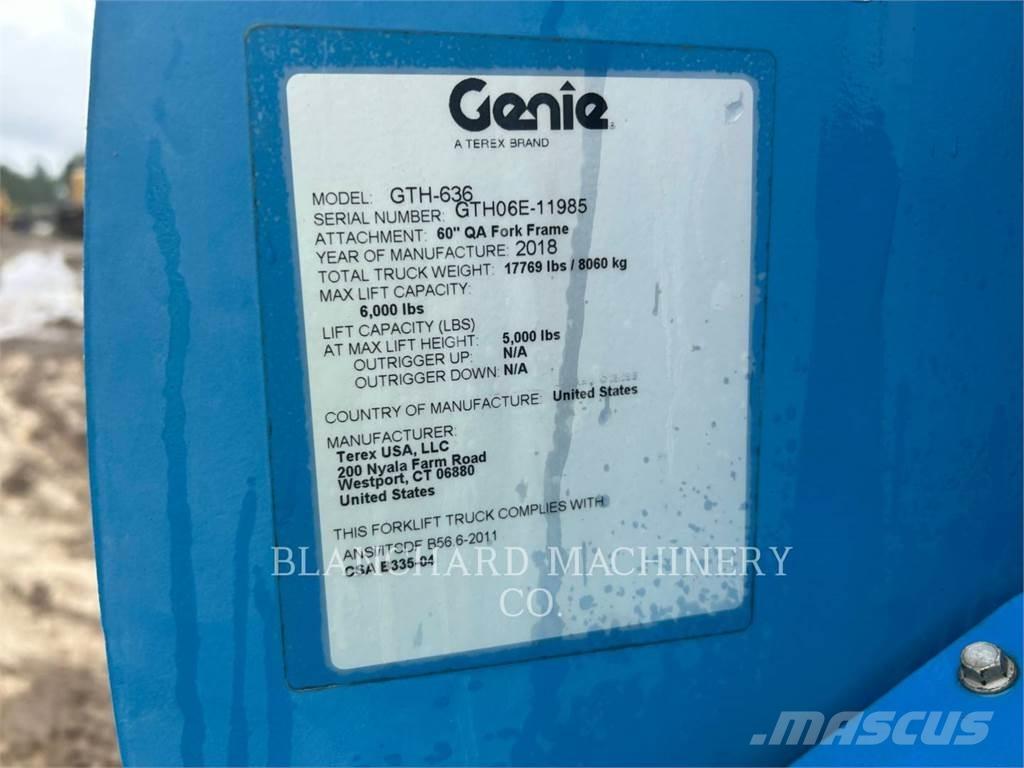 Genie
A TEREX BRAND
MODEL: GTH-636
SERIAL NUMBER: GTH06E-11985
ATTACHMENT: 60" QA Fork Frame
YEAR OF MANUFACTURE: 2018
TOTAL TRUCK WEIGHT: 17769 lbs / 8060 kg
MAX LIFT CAPACITY:
6,000 lbs
LIFT CAPACITY (LBS)
AT MAX LIFT HEIGHT: 5,000 lbs
OUTRIGGER UP: N/A
OUTRIGGER DOWN: N/A
COUNTRY OF MANUFACTURE: United States
MANUFACTURER:
Terex USA, LLC
200 Nyala Farm Road
Westport, CT 06880
United States
THIS FORKLIFT TRUCK COMPLIES WITH
ANSI/ITSDF B56.6-2011
CSA B335-04
BLANCHARD MACHINERY
CO.
MASCUS